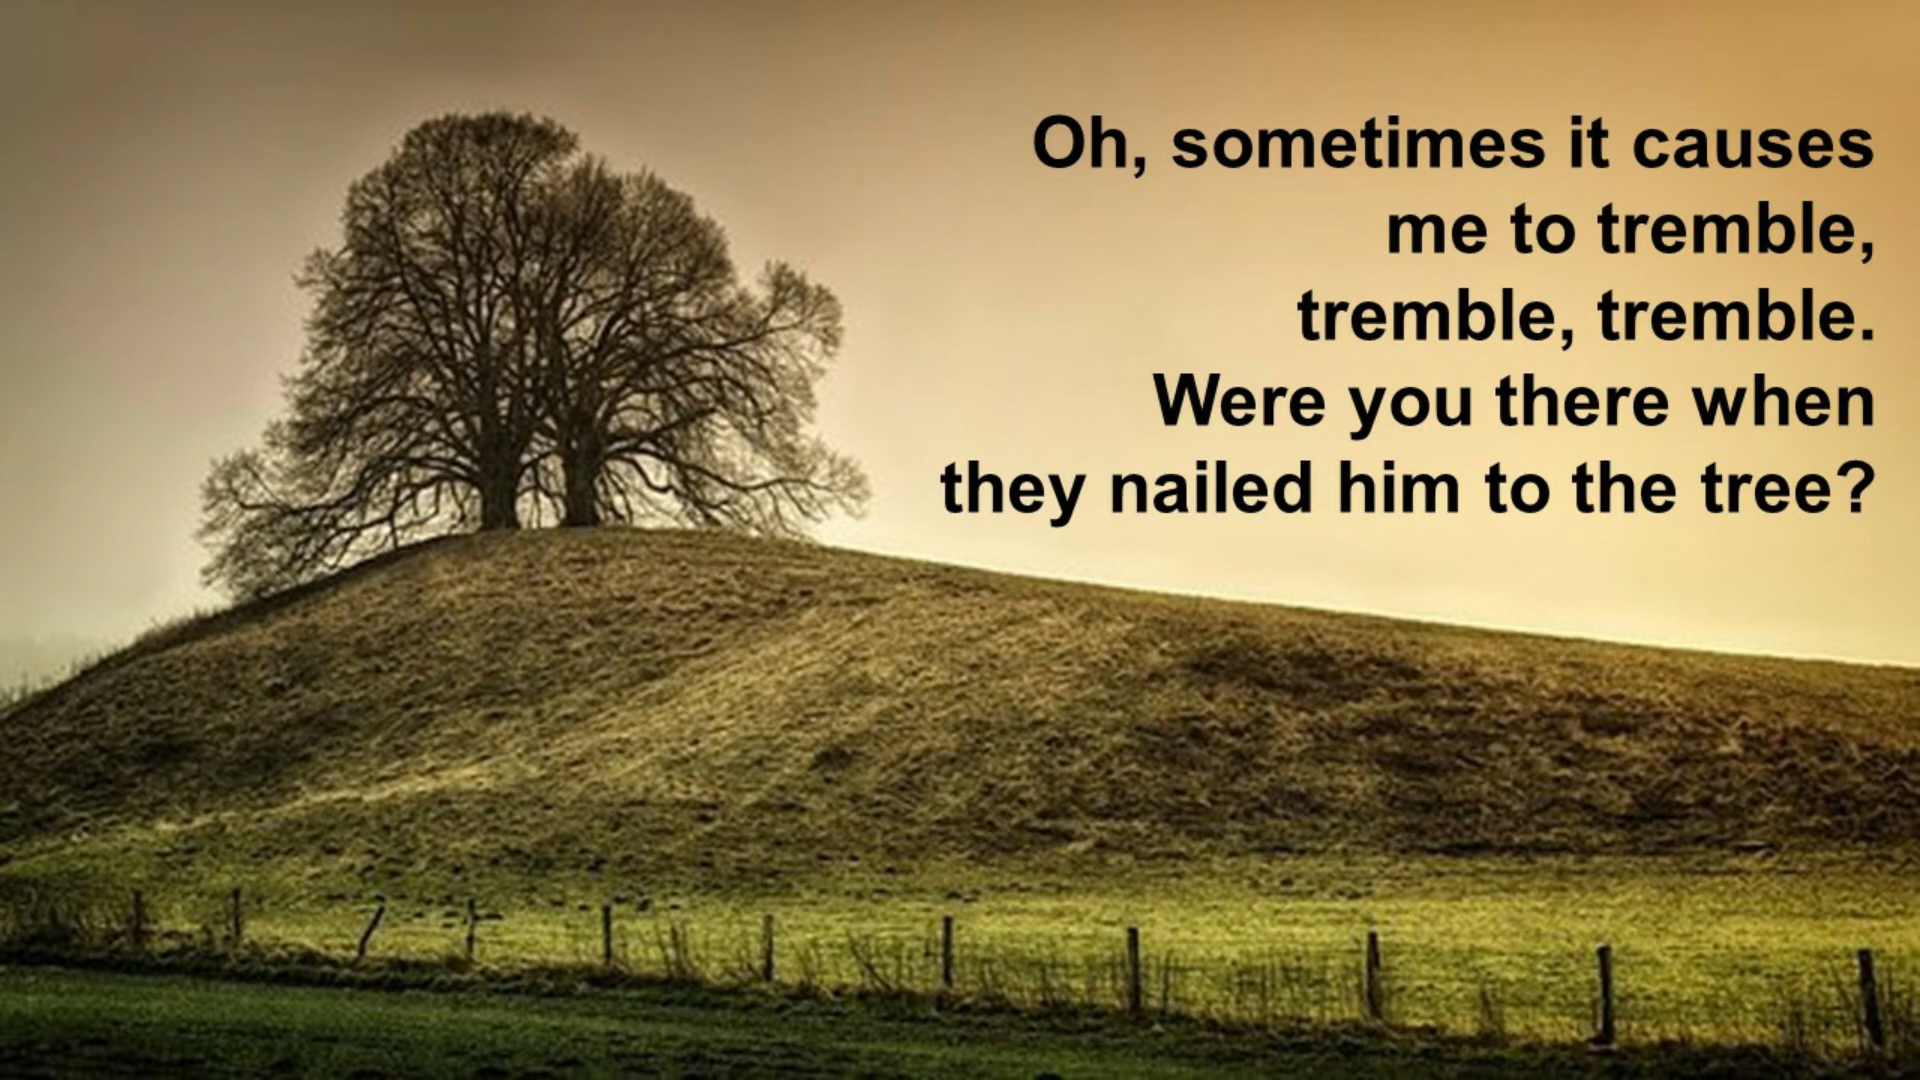 Oh, sometimes it causes
me to tremble,
tremble, tremble.
Were you there when
they nailed him to the tree?